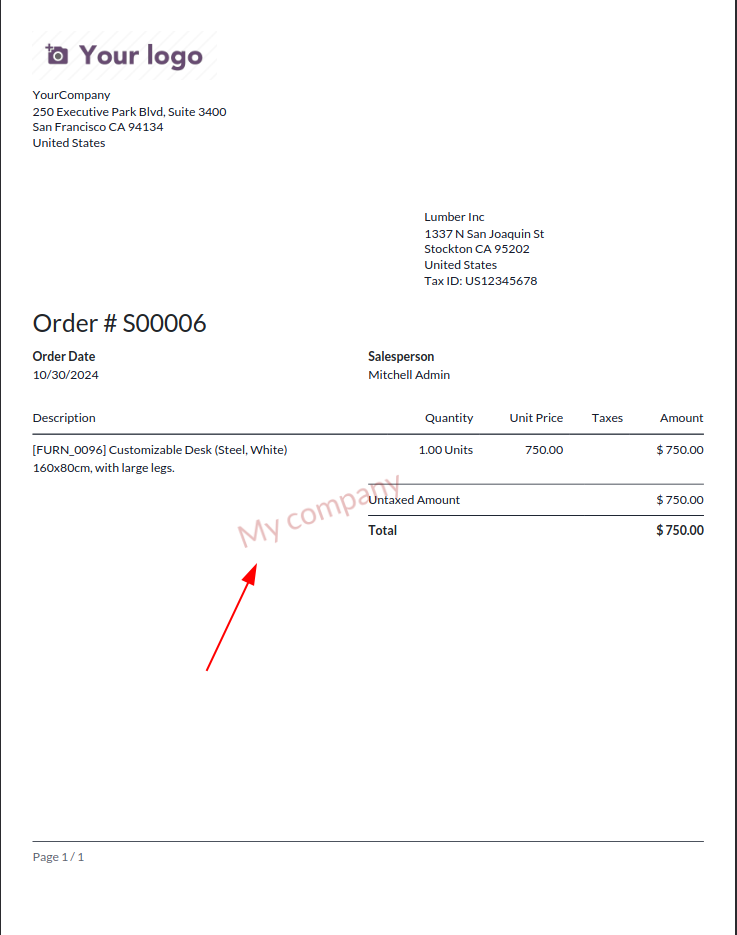 Your logo
YourCompany
250 Executive Park Blvd, Suite 3400
San Francisco CA 94134
United States
Lumber Inc
1337 N San Joaquin St
Stockton CA 95202
United States
Tax ID: US12345678
Order # S00006
Order Date Salesperson
10/30/2024 Mitchell Admin
Description Quantity Unit Price Taxes Amount
[FURN_0096] Customizable Desk (Steel, White) 1.00 Units 750.00 $ 750.00
160x80cm, with large legs.
My company
Untaxed Amount $ 750.00
Total $ 750.00
Page 1 / 1